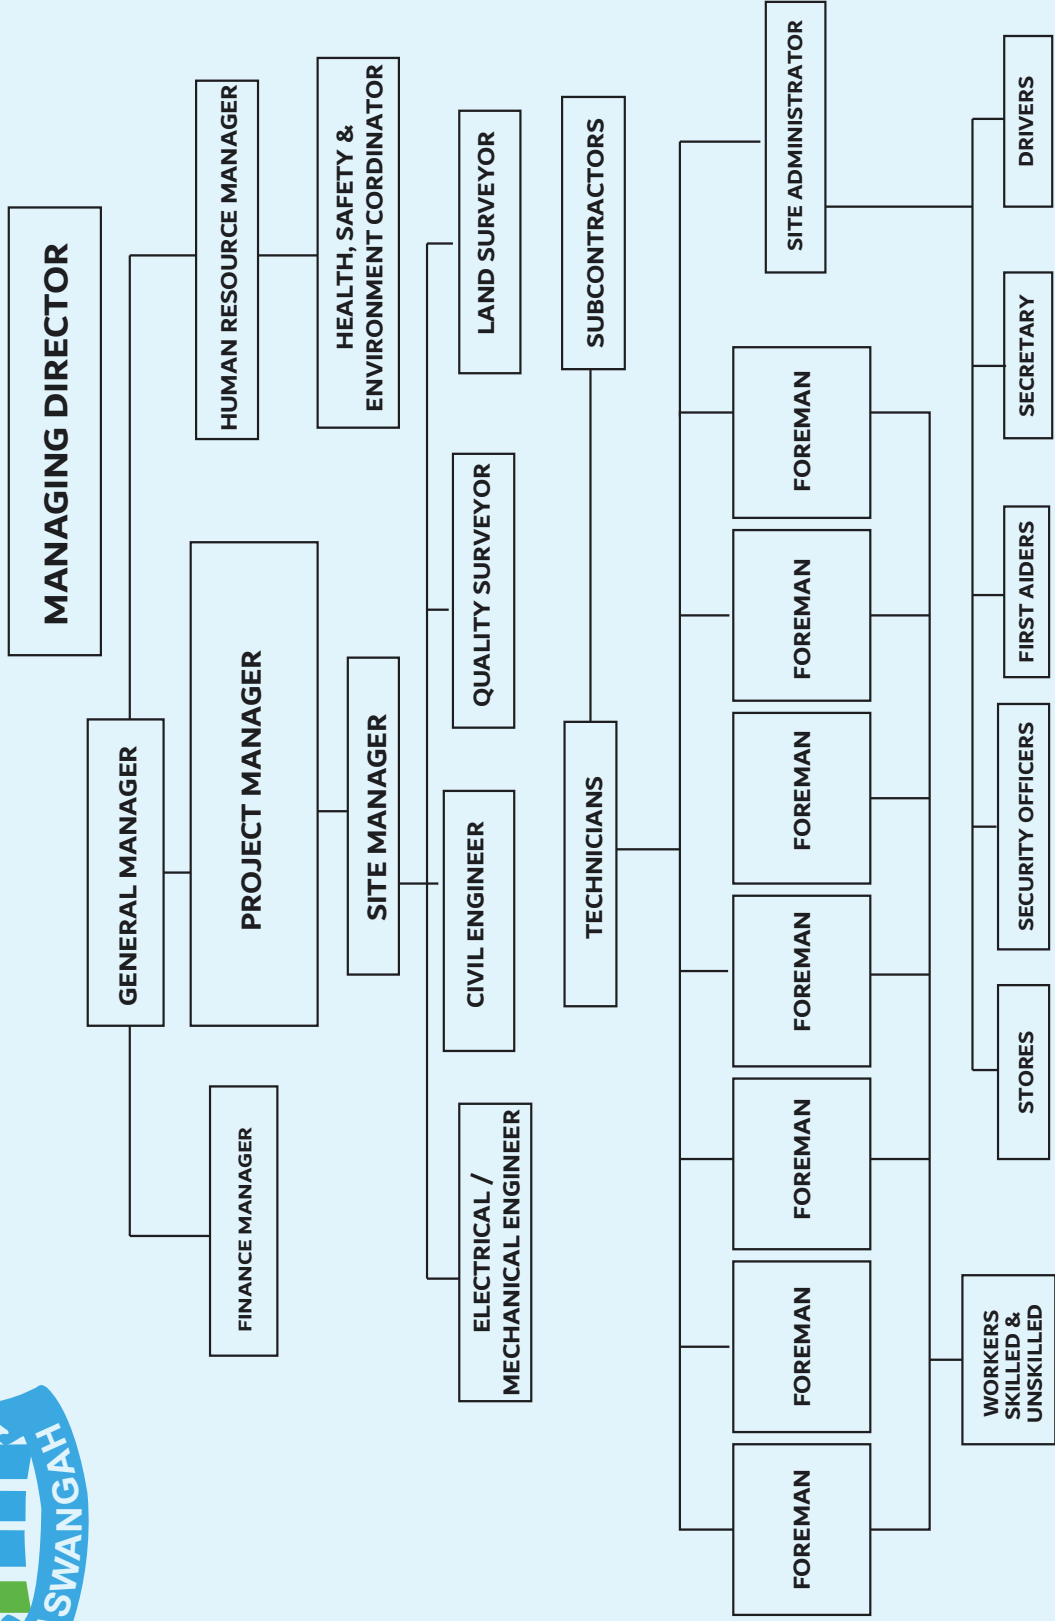 SWANGAH
MANAGING DIRECTOR
GENERAL MANAGER
FINANCE MANAGER
PROJECT MANAGER
HUMAN RESOURCE MANAGER
HEALTH, SAFETY &
ENVIRONMENT CORDINATOR
SITE MANAGER
ELECTRICAL /
MECHANICAL ENGINEER
CIVIL ENGINEER
QUALITY SURVEYOR
LAND SURVEYOR
TECHNICIANS
SUBCONTRACTORS
FOREMAN
FOREMAN
FOREMAN
FOREMAN
FOREMAN
FOREMAN
FOREMAN
SITE ADMINISTRATOR
WORKERS
SKILLED &
UNSKILLED
STORES
SECURITY OFFICERS
FIRST AIDERS
SECRETARY
DRIVERS